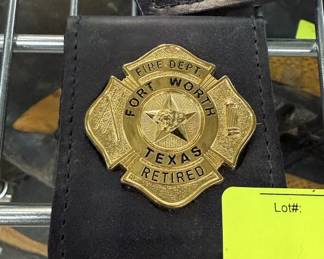 FIRE DEPT.
FORT WORTH
TEXAS
RETIRED
Lot#: